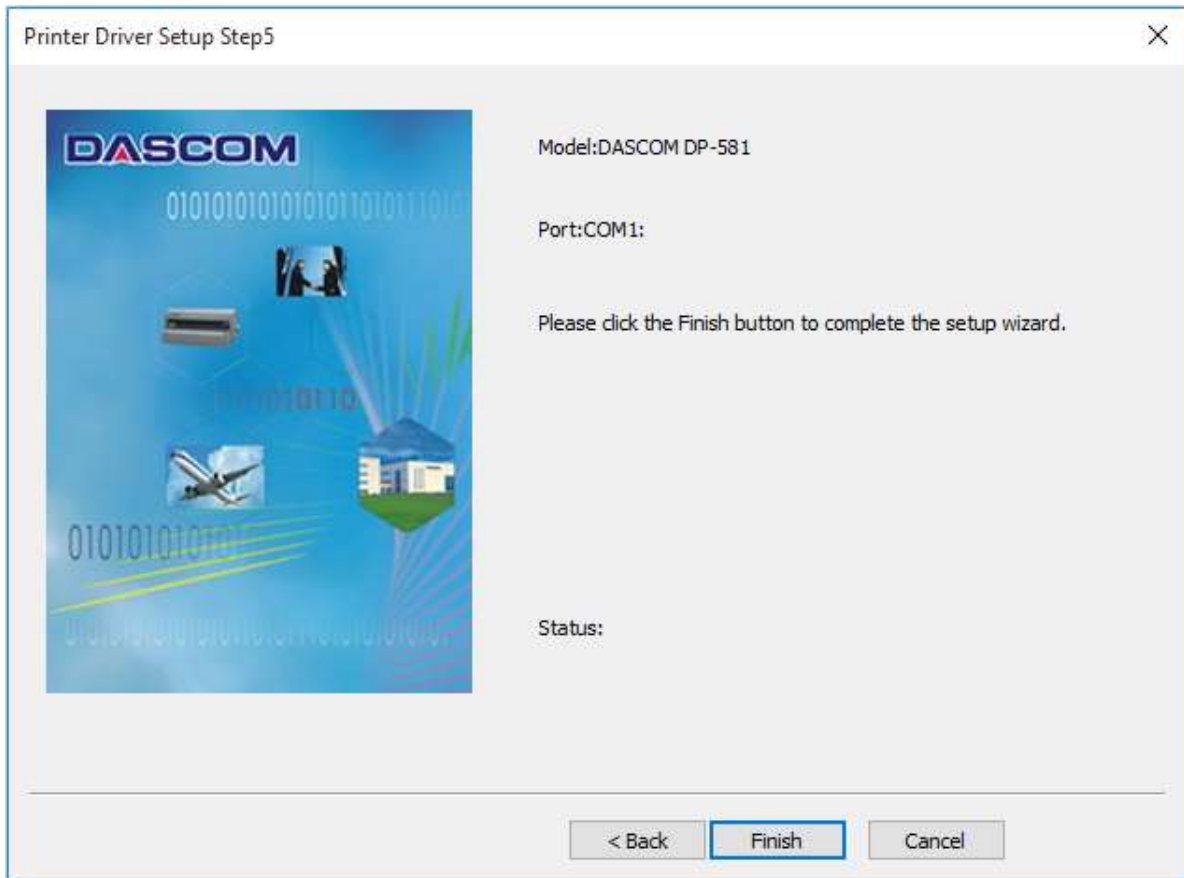 Printer Driver Setup Step5
DASCOM
Model:DASCOM DP-581
Port:COM1:
Please click the Finish button to complete the setup wizard.
Status:
< Back
Finish
Cancel